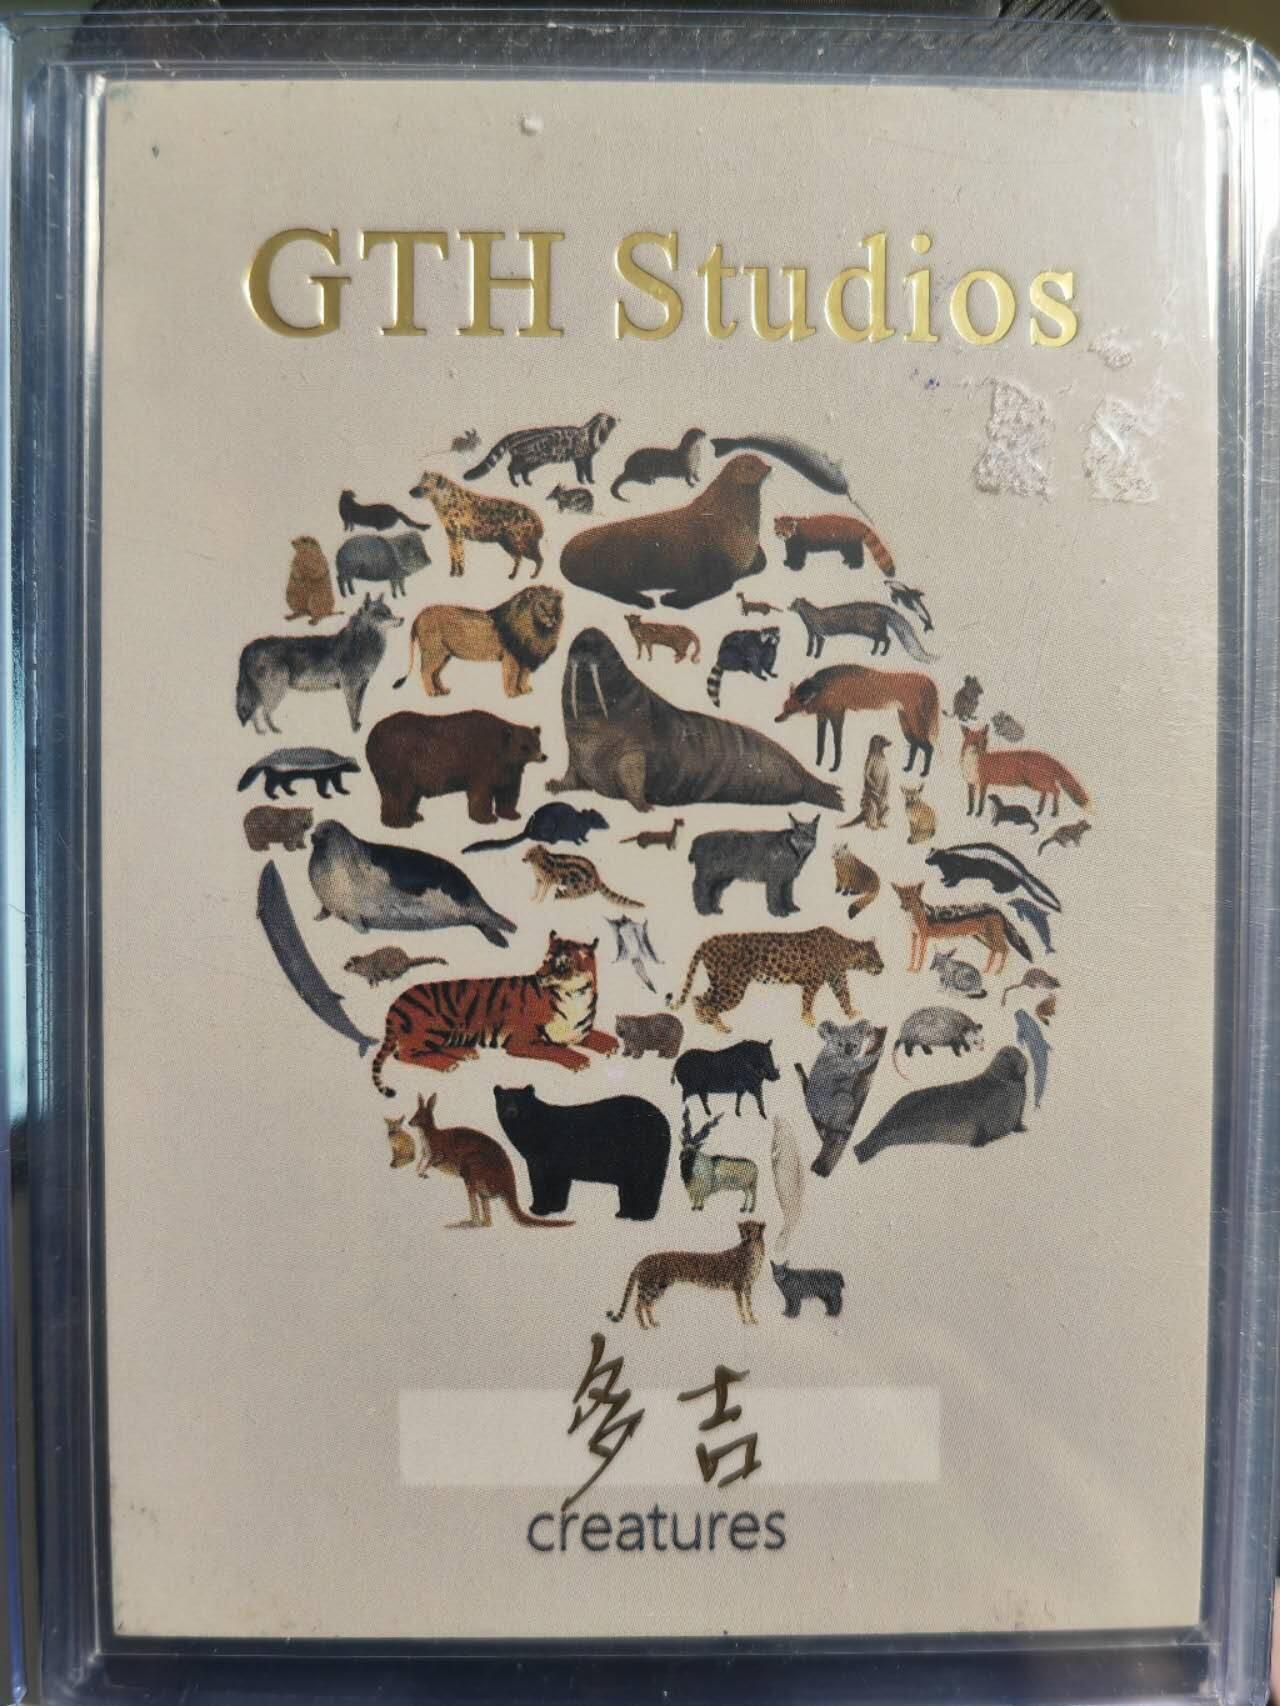 GTH Studios
多吉
creatures